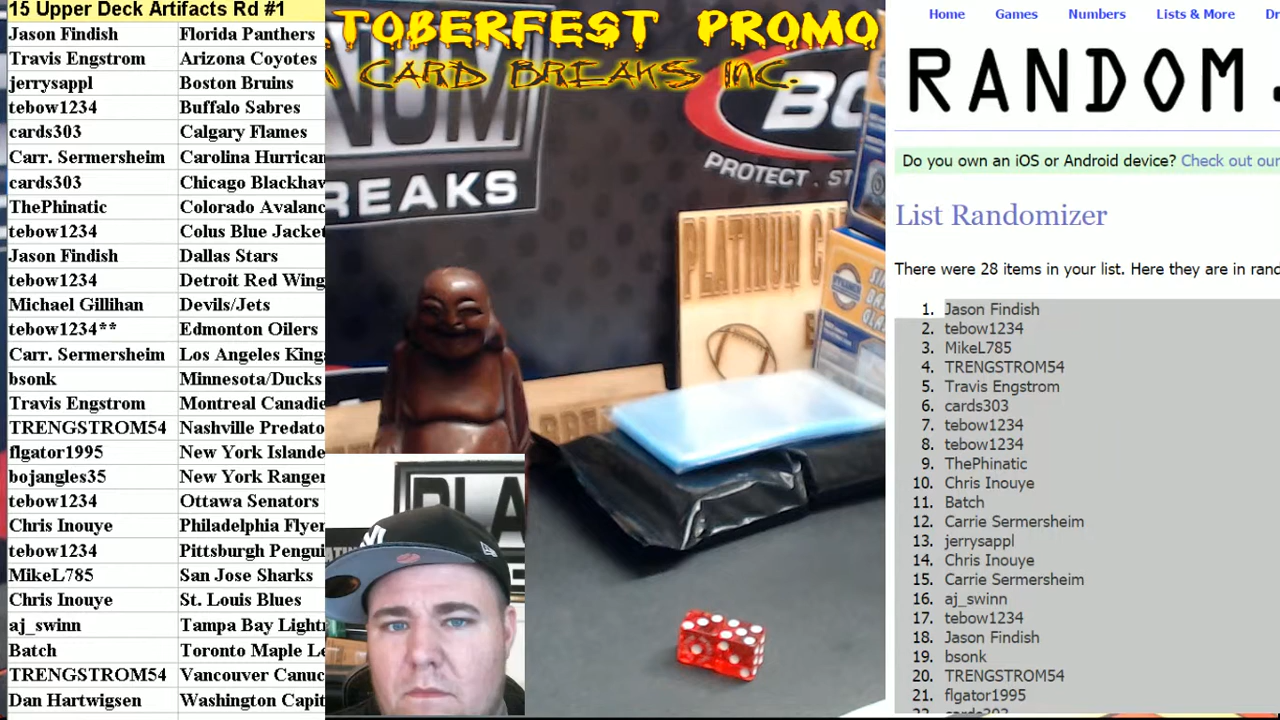 15 Upper Deck Artifacts Rd #1
Jason Findish Florida Panthers
Travis Engstrom Arizona Coyotes
jerrysappl Boston Bruins
tebow1234 Buffalo Sabres
cards303 Calgary Flames
Carr. Sermersheim Carolina Hurrican
cards303 Chicago Blackhav
ThePhinatic Colorado Avalanc
tebow1234 Colus Blue Jacket
Jason Findish Dallas Stars
tebow1234 Detroit Red Wing
Michael Gillihan Devils/Jets
tebow1234** Edmonton Oilers
Carr. Sermersheim Los Angeles Kings
bsonk Minnesota/Ducks
Travis Engstrom Montreal Canadie
TRENGSTROM54 Nashville Predato
flgator1995 New York Islande
bojangles35 New York Ranger
tebow1234 Ottawa Senators
Chris Inouye Philadelphia Flyer
tebow1234 Pittsburgh Pengui
MikeL785 San Jose Sharks
Chris Inouye St. Louis Blues
aj_swinn Tampa Bay Lightn
Batch Toronto Maple Le
TRENGSTROM54 Vancouver Canuc
Dan Hartwigsen Washington Capit
TOBERFEST PROMO
CARD BREAKS INC.
NUM
REAKS
BO
PROTECT . ST
PLATINUM C
PLA
Home Games Numbers Lists & More Dr
RANDOM.
Do you own an iOS or Android device? Check out our
List Randomizer
There were 28 items in your list. Here they are in rand
1. Jason Findish
2. tebow1234
3. MikeL785
4. TRENGSTROM54
5. Travis Engstrom
6. cards303
7. tebow1234
8. tebow1234
9. ThePhinatic
10. Chris Inouye
11. Batch
12. Carrie Sermersheim
13. jerrysappl
14. Chris Inouye
15. Carrie Sermersheim
16. aj_swinn
17. tebow1234
18. Jason Findish
19. bsonk
20. TRENGSTROM54
21. flgator1995
22. cards303